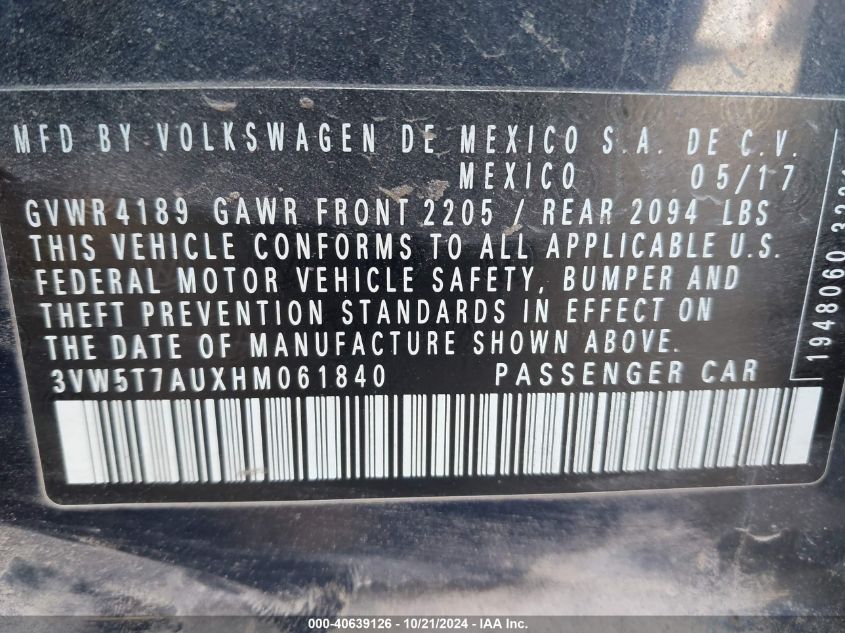 MFD BY VOLKSWAGEN DE MEXICO S.A. DE C.V.
MEXICO 05/17
GVWR 4189 GAWR FRONT 2205 / REAR 2094 LBS
THIS VEHICLE CONFORMS TO ALL APPLICABLE U.S.
FEDERAL MOTOR VEHICLE SAFETY, BUMPER AND
THEFT PREVENTION STANDARDS IN EFFECT ON
THE DATE OF MANUFACTURE SHOWN ABOVE.
3VW5T7AUXHM061840 PASSENGER CAR
1948060
000-40639126 - 10/21/2024 - IAA Inc.